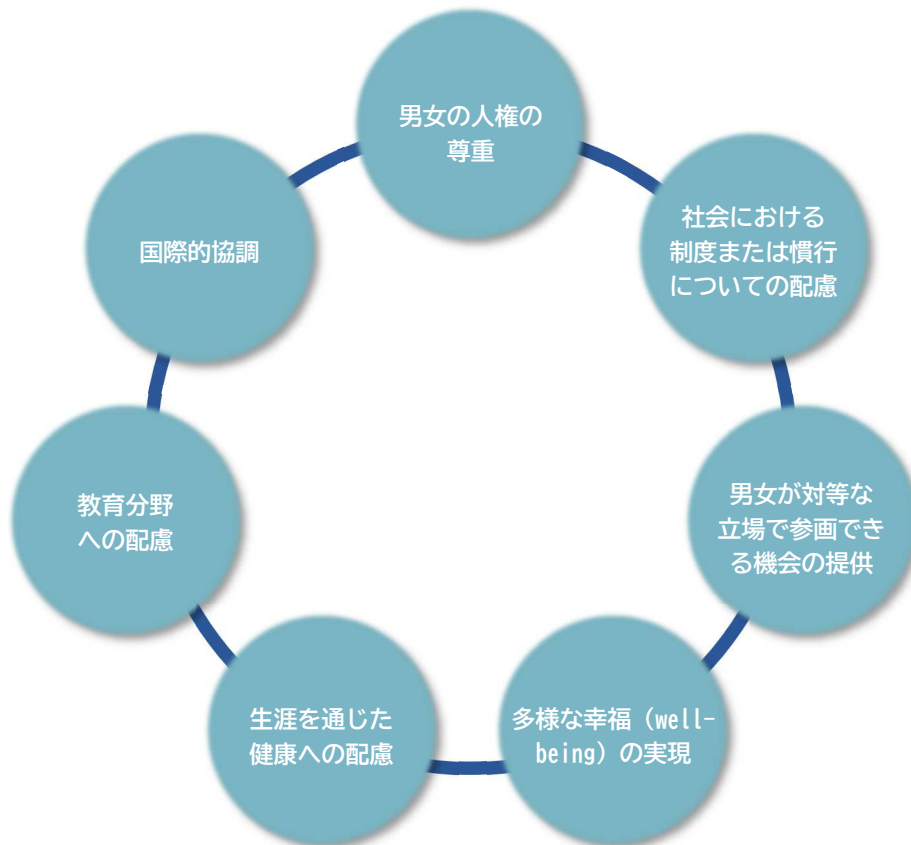 男女の人権の
尊重
社会における
制度または慣行
についての配慮
男女が対等な
立場で参画でき
る機会の提供
多様な幸福（well-
being）の実現
生涯を通じた
健康への配慮
教育分野
への配慮
国際的協調